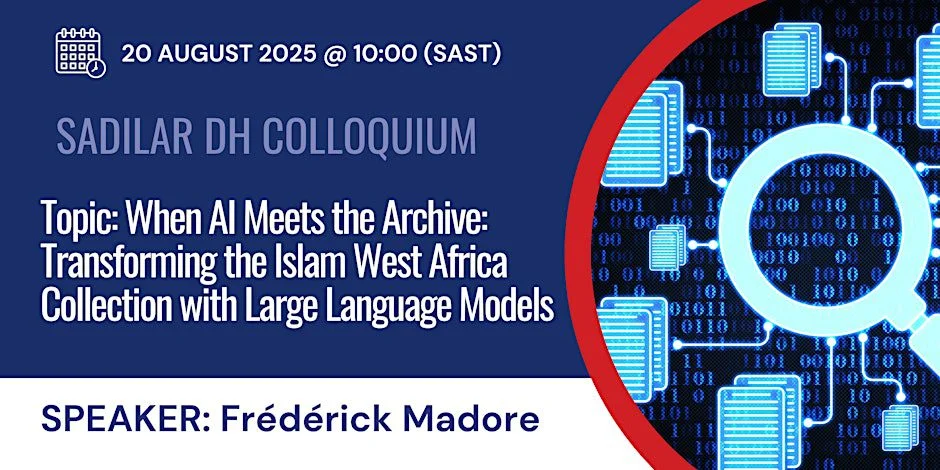 20 AUGUST 2025 @ 10:00 (SAST)
SADILAR DH COLLOQUIUM
Topic: When AI Meets the Archive:
Transforming the Islam West Africa
Collection with Large Language Models
SPEAKER: Frédérick Madore